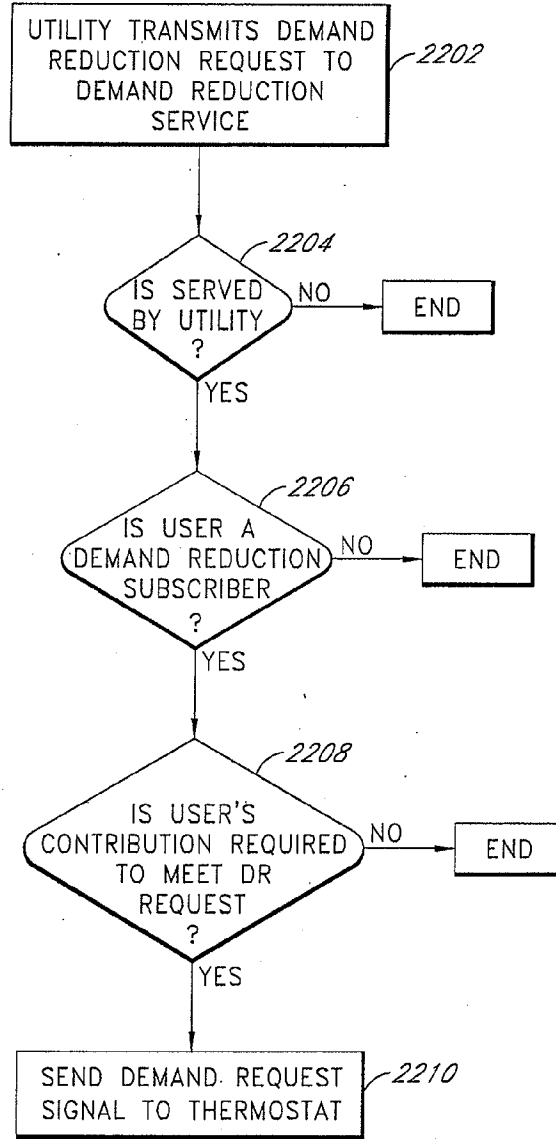 UTILITY TRANSMITS DEMAND
REDUCTION REQUEST TO
DEMAND REDUCTION
SERVICE
2202
2204
IS SERVED
BY UTILITY
?
NO
END
YES
2206
IS USER A
DEMAND REDUCTION
SUBSCRIBER
?
NO
END
YES
2208
IS USER'S
CONTRIBUTION REQUIRED
TO MEET DR
REQUEST
?
NO
END
YES
SEND DEMAND REQUEST
SIGNAL TO THERMOSTAT
2210